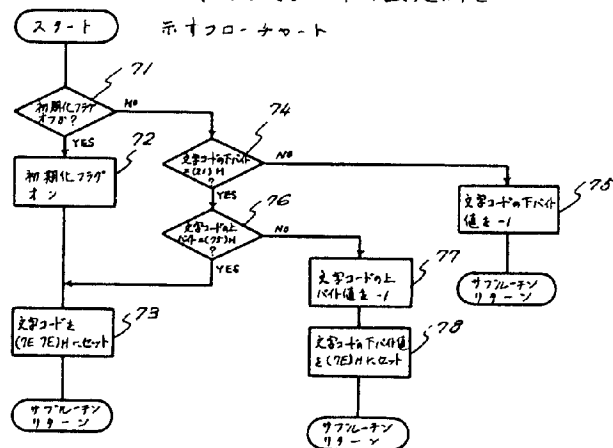 示すフローチャート
スタート
71
初期化フラグ
オフか?
NO
YES
72
初期化フラグ
オン
74
文字コードの下バイト
=(21)H
?
NO
YES
75
文字コードの下バイト
値を -1
サブルーチン
リターン
76
文字コードの上
バイト=(75)H
?
NO
YES
77
文字コードの上
バイト値を -1
78
文字コードの下バイト値
を(7E)Hにセット
サブルーチン
リターン
73
文字コードを
(7E 7E)Hにセット
サブルーチン
リターン